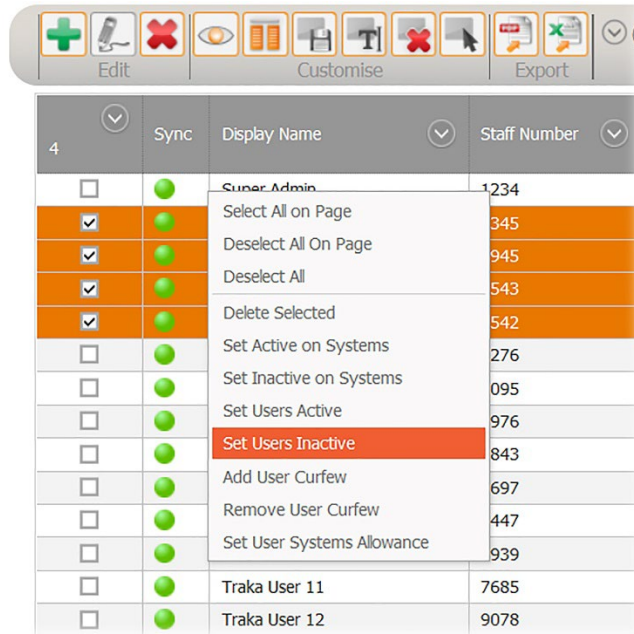 Edit Customise Export
4 Sync Display Name Staff Number
Super Admin 1234
Select All on Page 345
Deselect All On Page 945
Deselect All 543
Delete Selected 542
Set Active on Systems 276
Set Inactive on Systems 095
Set Users Active 976
Set Users Inactive 843
Add User Curfew 697
Remove User Curfew 447
Set User Systems Allowance 939
Traka User 11 7685
Traka User 12 9078